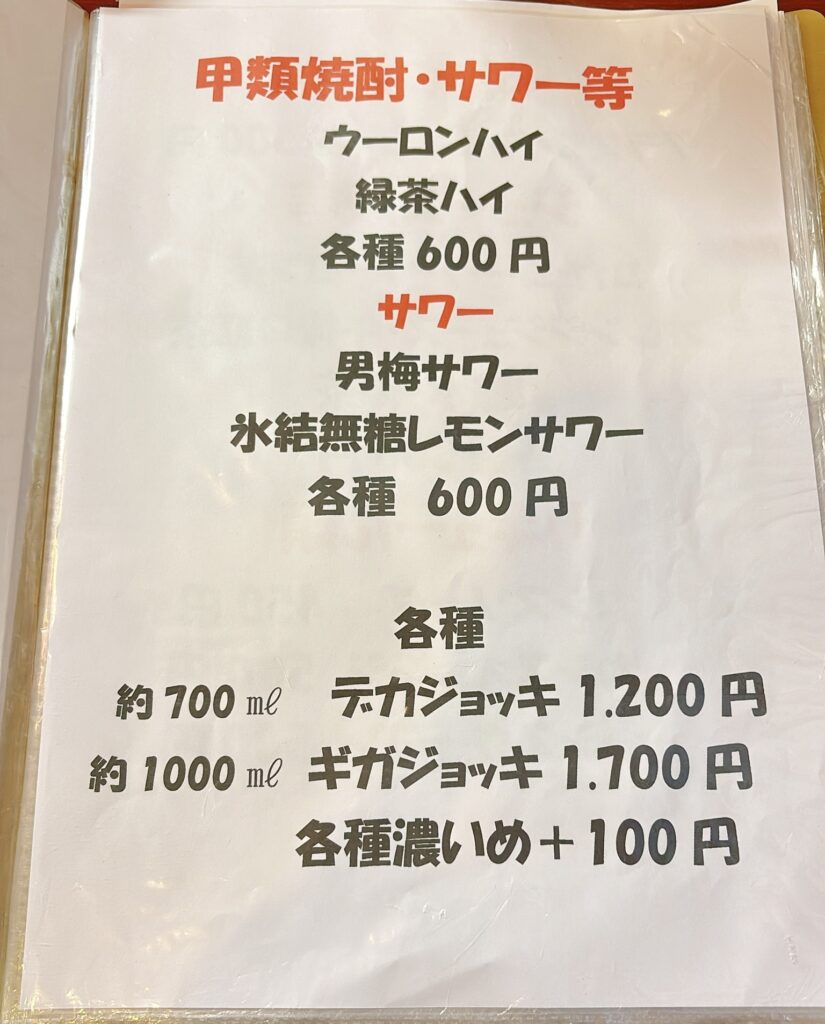 甲類焼酎・サワー等
ウーロンハイ
緑茶ハイ
各種 600 円
サワー
男梅サワー
氷結無糖レモンサワー
各種 600 円
各種
約 700 ㎖ デカジョッキ 1.200 円
約 1000 ㎖ ギガジョッキ 1.700 円
各種濃いめ＋100 円